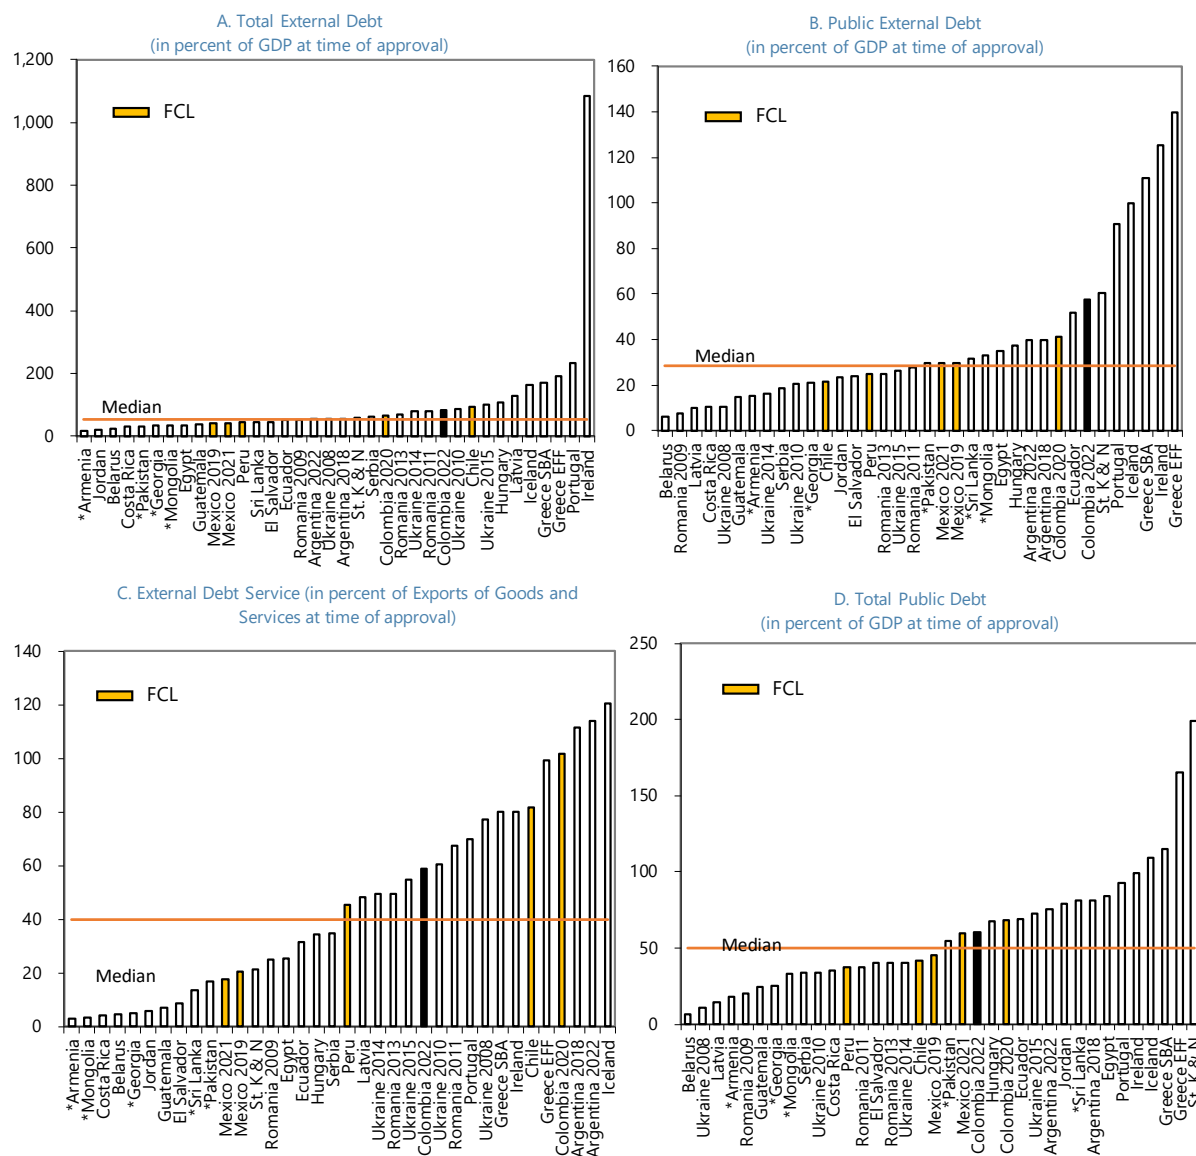 A. Total External Debt
(in percent of GDP at time of approval)
1,200
1,000
800
600
400
200
0
FCL
Median
*Armenia
Jordan
Belarus
Costa Rica
*Pakistan
*Georgia
*Mongolia
Egypt
Guatemala
Mexico 2019
Mexico 2021
Peru
Sri Lanka
El Salvador
Ecuador
Romania 2009
Argentina 2022
Ukraine 2008
Argentina 2018
St. K & N
Serbia
Colombia 2020
Romania 2013
Ukraine 2014
Romania 2011
Colombia 2022
Ukraine 2010
Chile
Ukraine 2015
Hungary
Latvia
Iceland
Greece SBA
Greece EFF
Portugal
Ireland
B. Public External Debt
(in percent of GDP at time of approval)
160
140
120
100
80
60
40
20
0
FCL
Median
Belarus
Romania 2009
Latvia
Costa Rica
Ukraine 2008
Guatemala
*Armenia
Ukraine 2014
Serbia
Ukraine 2010
*Georgia
Chile
Jordan
El Salvador
Peru
Romania 2013
Ukraine 2015
Romania 2011
*Pakistan
Mexico 2021
Mexico 2019
*Sri Lanka
*Mongolia
Egypt
Hungary
Argentina 2022
Argentina 2018
Colombia 2020
Ecuador
Colombia 2022
St. K & N
Portugal
Iceland
Greece SBA
Ireland
Greece EFF
C. External Debt Service (in percent of Exports of Goods and
Services at time of approval)
140
120
100
80
60
40
20
0
FCL
Median
*Armenia
*Mongolia
Costa Rica
Belarus
*Georgia
Jordan
Guatemala
El Salvador
*Sri Lanka
*Pakistan
Mexico 2021
Mexico 2019
St. K & N
Romania 2009
Egypt
Ecuador
Hungary
Serbia
Peru
Latvia
Ukraine 2014
Romania 2013
Ukraine 2015
Colombia 2022
Ukraine 2010
Romania 2011
Portugal
Ukraine 2008
Greece SBA
Ireland
Chile
Greece EFF
Colombia 2020
Argentina 2018
Argentina 2022
Iceland
D. Total Public Debt
(in percent of GDP at time of approval)
250
200
150
100
50
0
FCL
Median
Belarus
Ukraine 2008
Latvia
*Armenia
Romania 2009
Guatemala
*Georgia
*Mongolia
Serbia
Ukraine 2010
Costa Rica
Peru
Romania 2011
El Salvador
Romania 2013
Ukraine 2014
Chile
Mexico 2019
*Pakistan
Mexico 2021
Colombia 2022
Hungary
Colombia 2020
Ecuador
Ukraine 2015
Argentina 2022
Jordan
*Sri Lanka
Argentina 2018
Egypt
Portugal
Ireland
Iceland
Greece SBA
Greece EFF
St. K & N